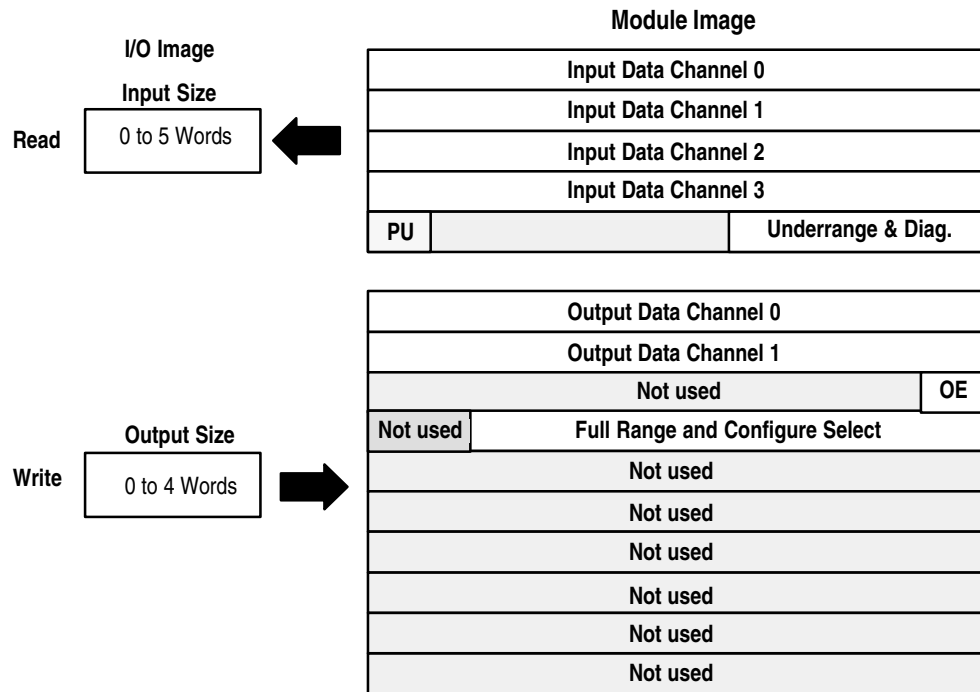 Module Image
I/O Image
Input Size
Read
0 to 5 Words
Input Data Channel 0
Input Data Channel 1
Input Data Channel 2
Input Data Channel 3
PU
Underrange & Diag.
Output Data Channel 0
Output Data Channel 1
Not used
OE
Not used
Full Range and Configure Select
Output Size
Write
0 to 4 Words
Not used
Not used
Not used
Not used
Not used
Not used